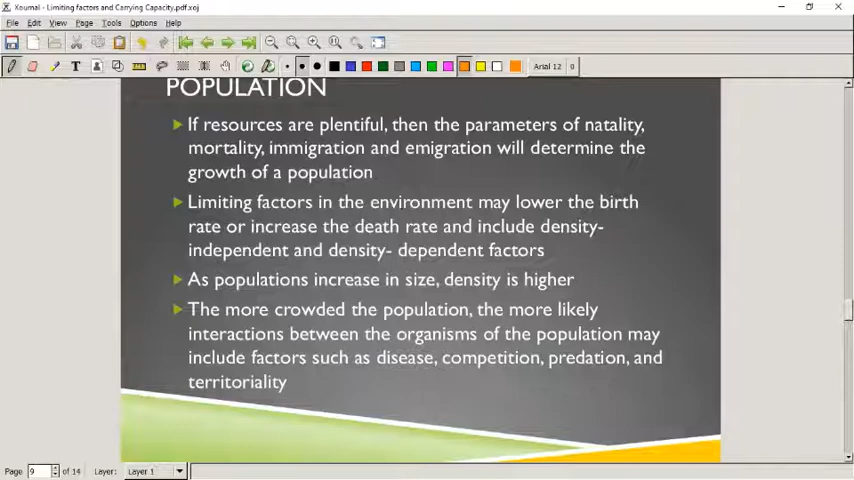 Xournal - Limiting factors and Carrying Capacity.pdf.xoj
File Edit View Page Tools Options Help
T Arial 12 9
POPULATION
If resources are plentiful, then the parameters of natality,
mortality, immigration and emigration will determine the
growth of a population
Limiting factors in the environment may lower the birth
rate or increase the death rate and include density-
independent and density- dependent factors
As populations increase in size, density is higher
The more crowded the population, the more likely
interactions between the organisms of the population may
include factors such as disease, competition, predation, and
territoriality
Page 9 of 14 Layer: Layer 1